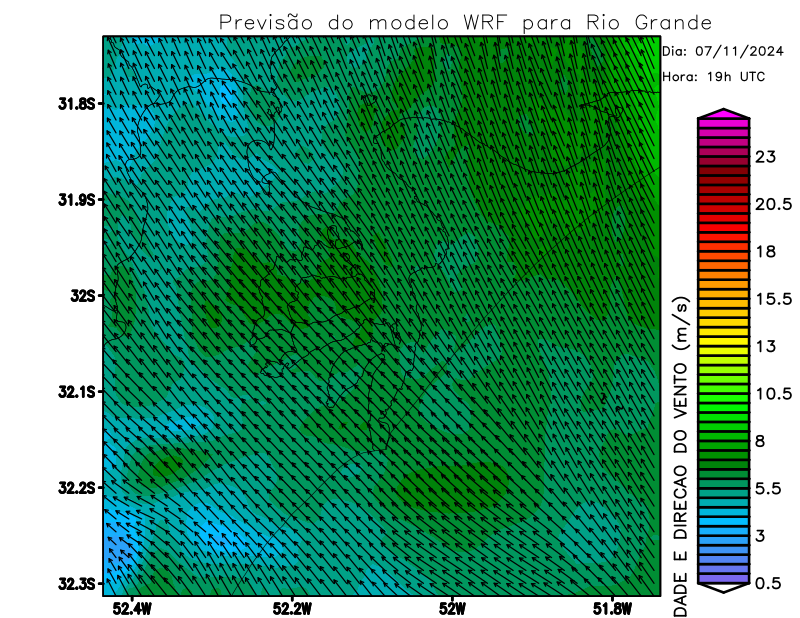 Previsão do modelo WRF para Rio Grande
Dia: 07/11/2024
Hora: 19h UTC
31.8S
31.9S
32S
32.1S
32.2S
32.3S
52.4W
52.2W
52W
51.8W
23
20.5
18
15.5
13
10.5
8
5.5
3
0.5
DADE E DIRECAO DO VENTO (m/s)